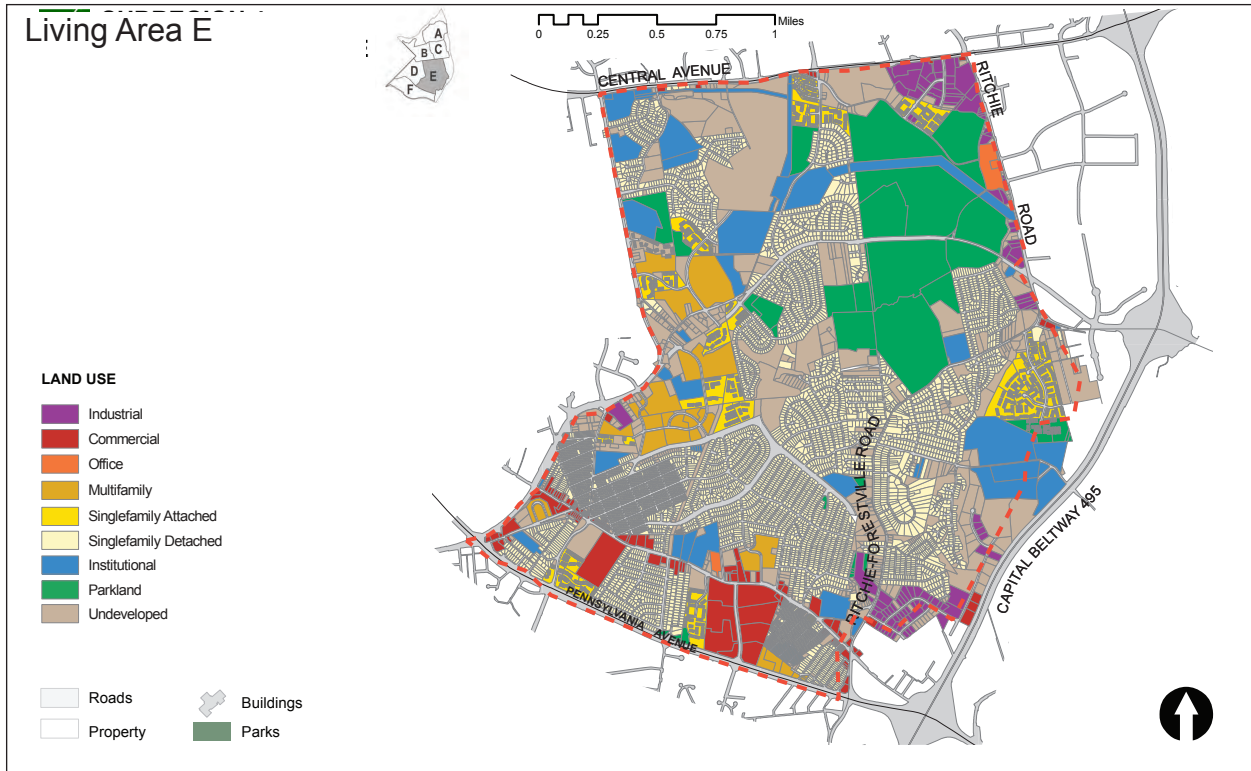 Living Area E
A
B
C
D
E
F
Miles
0
0.25
0.5
0.75
1
CENTRAL AVENUE
RITCHIE
ROAD
RITCHIE-FORESTVILLE ROAD
CAPITAL BELTWAY 495
PENNSYLVANIA AVENUE
LAND USE
Industrial
Commercial
Office
Multifamily
Singlefamily Attached
Singlefamily Detached
Institutional
Parkland
Undeveloped
Roads
Buildings
Property
Parks